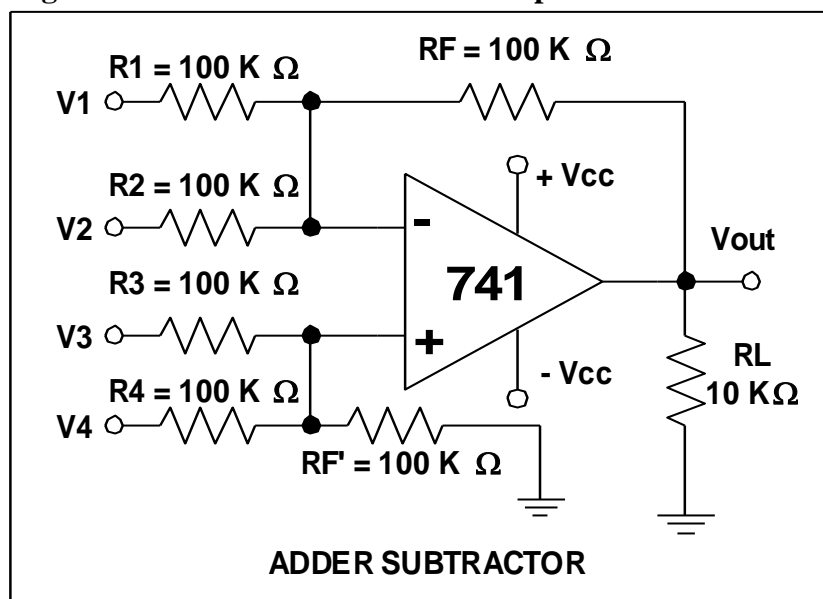 R1 = 100 K Ω
RF = 100 K Ω
V1
R2 = 100 K Ω
+ Vcc
V2
-
Vout
R3 = 100 K Ω
741
V3
+
RL
R4 = 100 K Ω
- Vcc
10 KΩ
V4
RF' = 100 K Ω
ADDER SUBTRACTOR